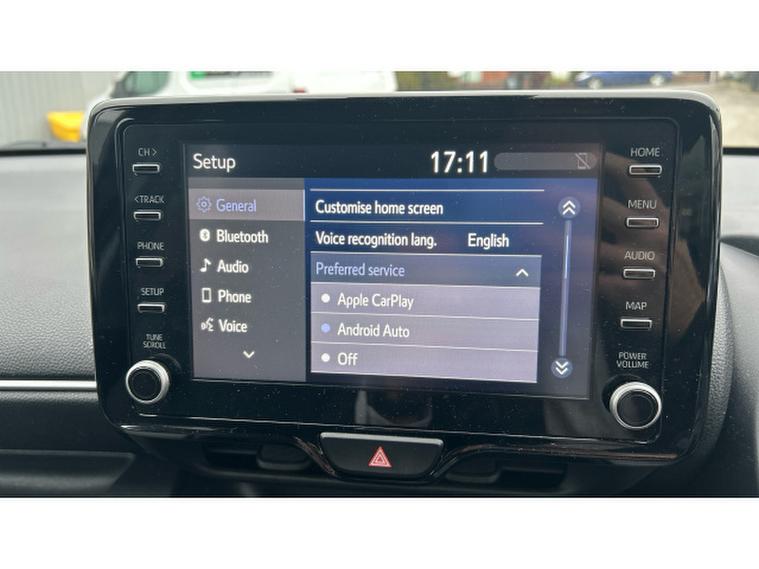 CH >
< TRACK
PHONE
SETUP
TUNE
SCROLL
Setup
17:11
General
Bluetooth
Audio
Phone
Voice
Customise home screen
Voice recognition lang. English
Preferred service
Apple CarPlay
Android Auto
Off
HOME
MENU
AUDIO
MAP
POWER
VOLUME